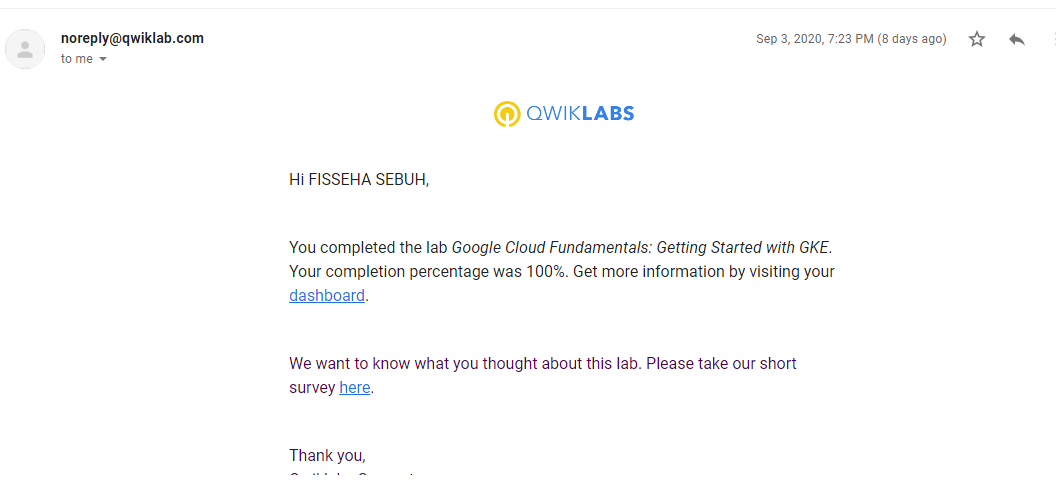 noreply@qwiklab.com
Sep 3, 2020, 7:23 PM (8 days ago)
to me
QWIKLABS
Hi FISSEHA SEBUH,
You completed the lab Google Cloud Fundamentals: Getting Started with GKE.
Your completion percentage was 100%. Get more information by visiting your
dashboard.
We want to know what you thought about this lab. Please take our short
survey here.
Thank you,